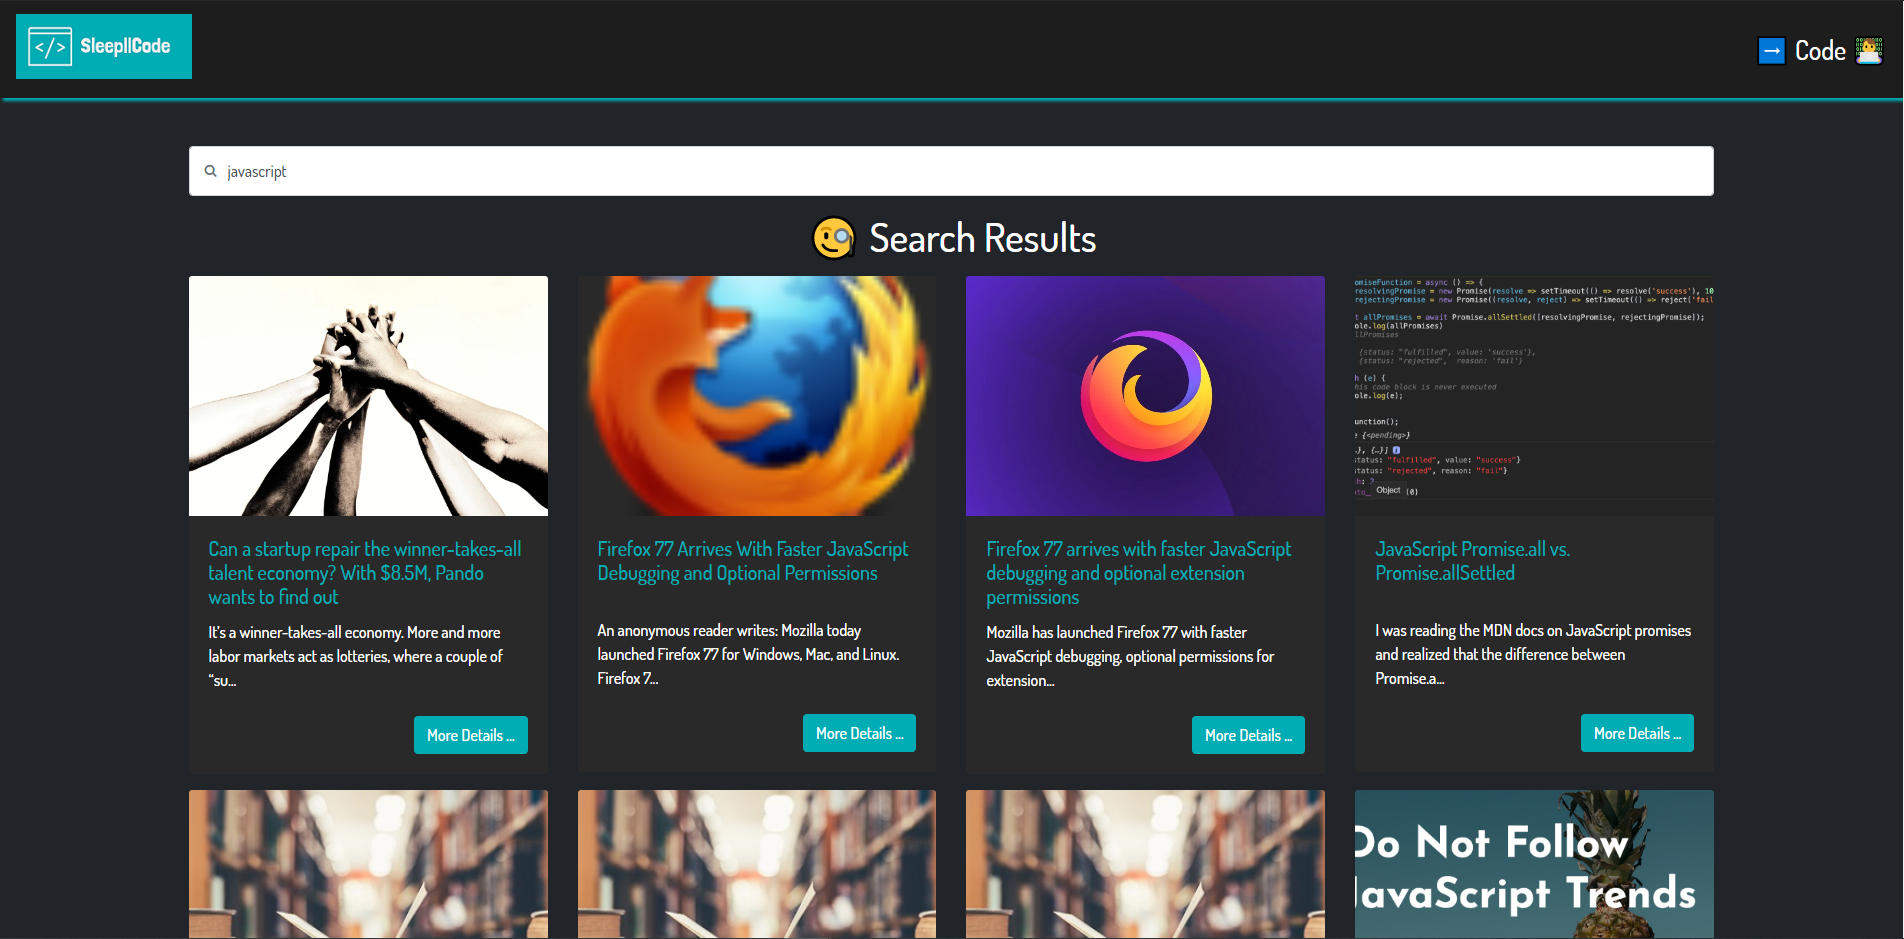 </> Sleep||Code
→ Code
javascript
Search Results
omiseFunction = async () => {
resolvingPromise = new Promise(resolve => setTimeout(() => resolve('success'), 10
rejectingPromise = new Promise((resolve, reject) => setTimeout(() => reject('fail
t allPromises = await Promise.allSettled([resolvingPromise, rejectingPromise]);
ole.log(allPromises)
llPromises
{status: "fulfilled", value: 'success'},
{status: "rejected", reason: 'fail'}
h (e) {
his code block is never executed
ole.log(e);
unction();
e {<pending>}
.}, {…}]
status: "fulfilled", value: "success"}
status: "rejected", reason: "fail"}
th: 2
oto_ (0)
Object
Can a startup repair the winner-takes-all
talent economy? With $8.5M, Pando
wants to find out
It's a winner-takes-all economy. More and more
labor markets act as lotteries, where a couple of
“su...
More Details ...
Firefox 77 Arrives With Faster JavaScript
Debugging and Optional Permissions
An anonymous reader writes: Mozilla today
launched Firefox 77 for Windows, Mac, and Linux.
Firefox 7...
More Details ...
Firefox 77 arrives with faster JavaScript
debugging and optional extension
permissions
Mozilla has launched Firefox 77 with faster
JavaScript debugging, optional permissions for
extension...
More Details ...
JavaScript Promise.all vs.
Promise.allSettled
I was reading the MDN docs on JavaScript promises
and realized that the difference between
Promise.a...
More Details ...
Do Not Follow
JavaScript Trends